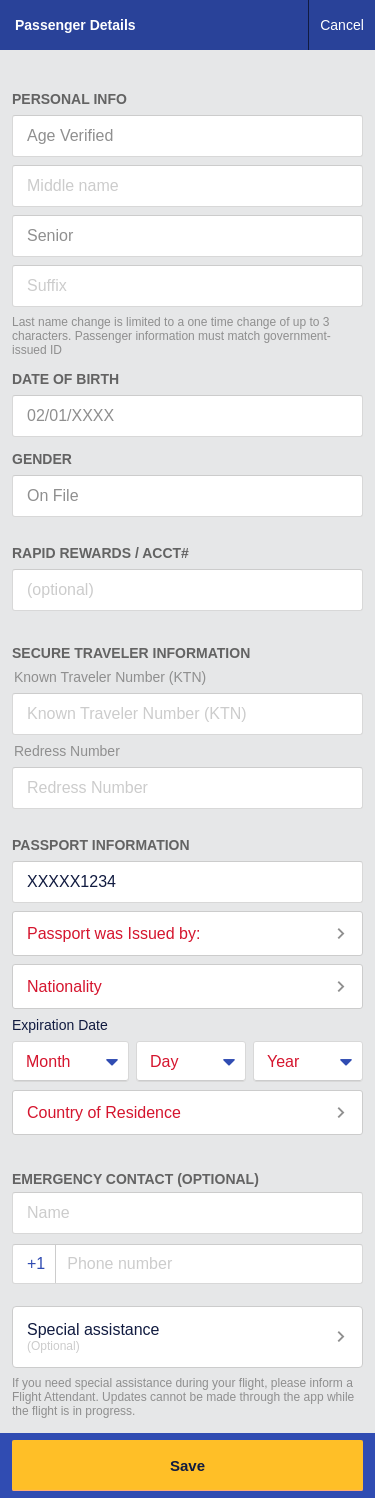 Passenger Details
Cancel
PERSONAL INFO
Age Verified
Middle name
Senior
Suffix
Last name change is limited to a one time change of up to 3
characters. Passenger information must match government-
issued ID
DATE OF BIRTH
02/01/XXXX
GENDER
On File
RAPID REWARDS / ACCT#
(optional)
SECURE TRAVELER INFORMATION
Known Traveler Number (KTN)
Known Traveler Number (KTN)
Redress Number
Redress Number
PASSPORT INFORMATION
XXXXX1234
Passport was Issued by:
Nationality
Expiration Date
Month Day Year
Country of Residence
EMERGENCY CONTACT (OPTIONAL)
Name
+1 Phone number
Special assistance
(Optional)
If you need special assistance during your flight, please inform a
Flight Attendant. Updates cannot be made through the app while
the flight is in progress.
Save